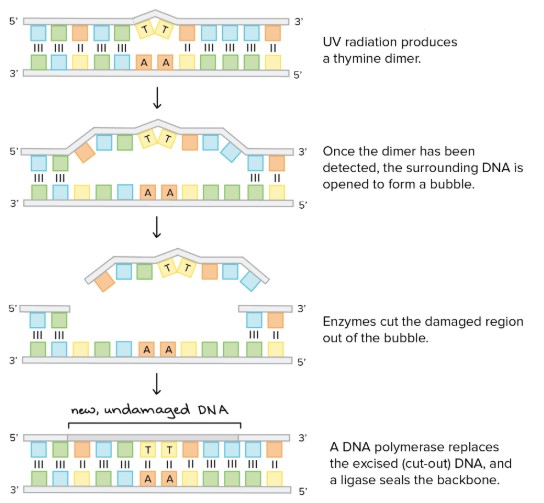 5' T T 3'
A A
3' 5'
UV radiation produces
a thymine dimer.
5' T T 3'
A A
3' 5'
Once the dimer has been
detected, the surrounding DNA is
opened to form a bubble.
T T
5' 3'
A A
3' 5'
Enzymes cut the damaged region
out of the bubble.
new, undamaged DNA
5' T T 3'
A A
3' 5'
A DNA polymerase replaces
the excised (cut-out) DNA, and
a ligase seals the backbone.